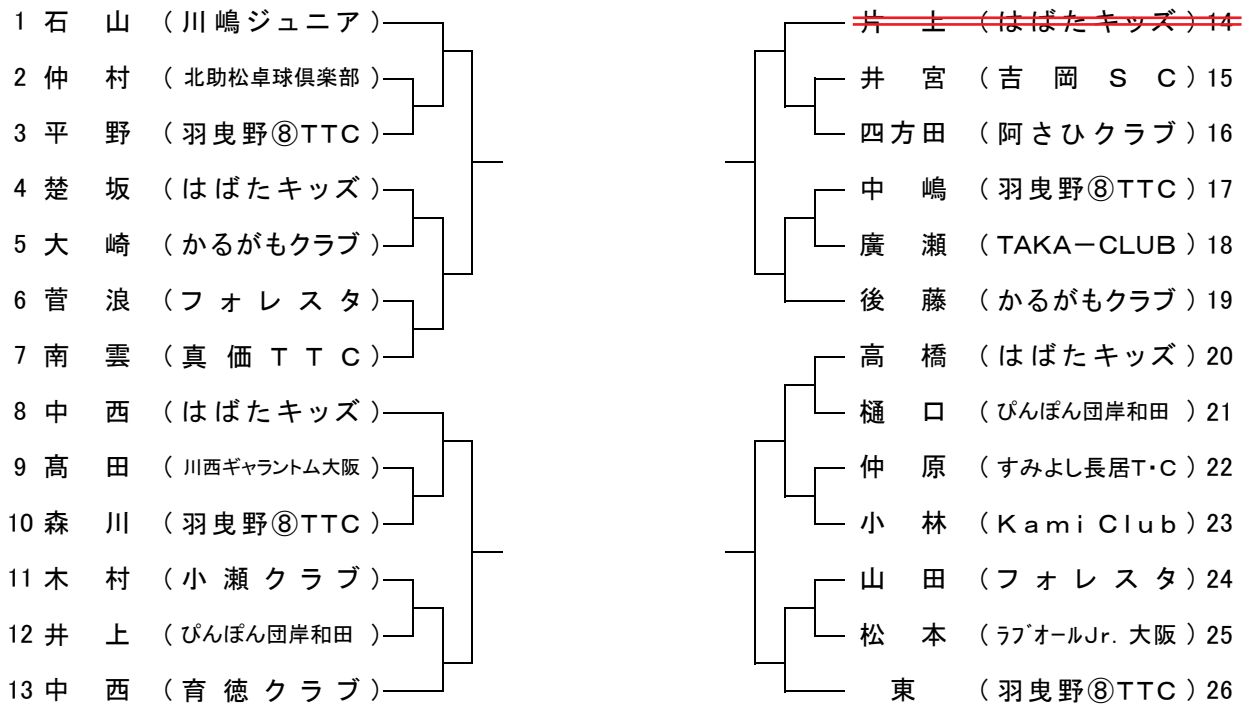 1 石 山 (川嶋ジュニア)
2 仲 村 (北助松卓球倶楽部)
3 平 野 (羽曳野⑧TTC)
4 楚 坂 (はばたキッズ)
5 大 崎 (かるがもクラブ)
6 菅 浪 (フォレスタ)
7 南 雲 (真価TTC)
8 中 西 (はばたキッズ)
9 髙 田 (川西ギャラントム大阪)
10 森 川 (羽曳野⑧TTC)
11 木 村 (小瀬クラブ)
12 井 上 (ぴんぽん団岸和田)
13 中 西 (育徳クラブ)
片 上 (はばたキッズ) 14
井 宮 (吉岡SC) 15
四方田 (阿さひクラブ) 16
中 嶋 (羽曳野⑧TTC) 17
廣 瀬 (TAKA－CLUB) 18
後 藤 (かるがもクラブ) 19
高 橋 (はばたキッズ) 20
樋 口 (ぴんぽん団岸和田) 21
仲 原 (すみよし長居T・C) 22
小 林 (Kami Club) 23
山 田 (フォレスタ) 24
松 本 (ﾗﾌﾞｵｰﾙJr. 大阪) 25
東 (羽曳野⑧TTC) 26